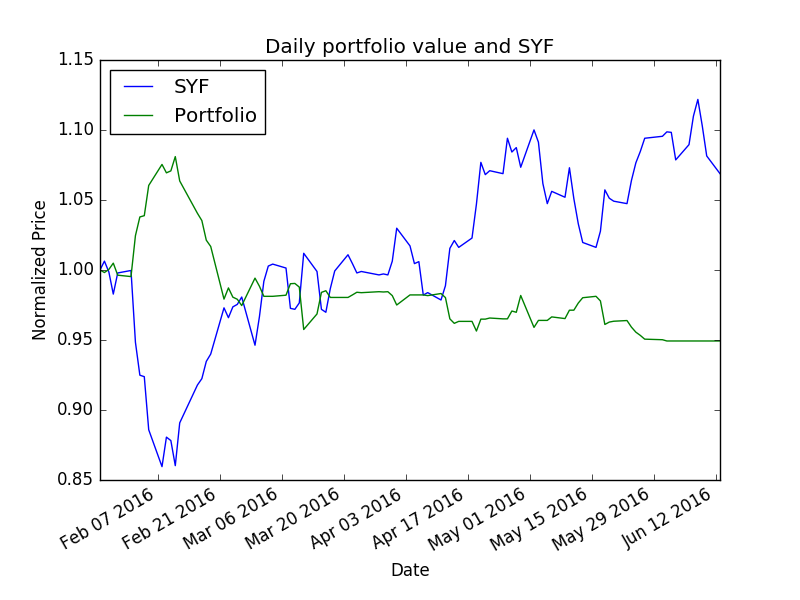 Daily portfolio value and SYF
SYF
Portfolio
1.15
1.10
1.05
1.00
0.95
0.90
0.85
Normalized Price
Feb 07 2016
Feb 21 2016
Mar 06 2016
Mar 20 2016
Apr 03 2016
Apr 17 2016
May 01 2016
May 15 2016
May 29 2016
Jun 12 2016
Date